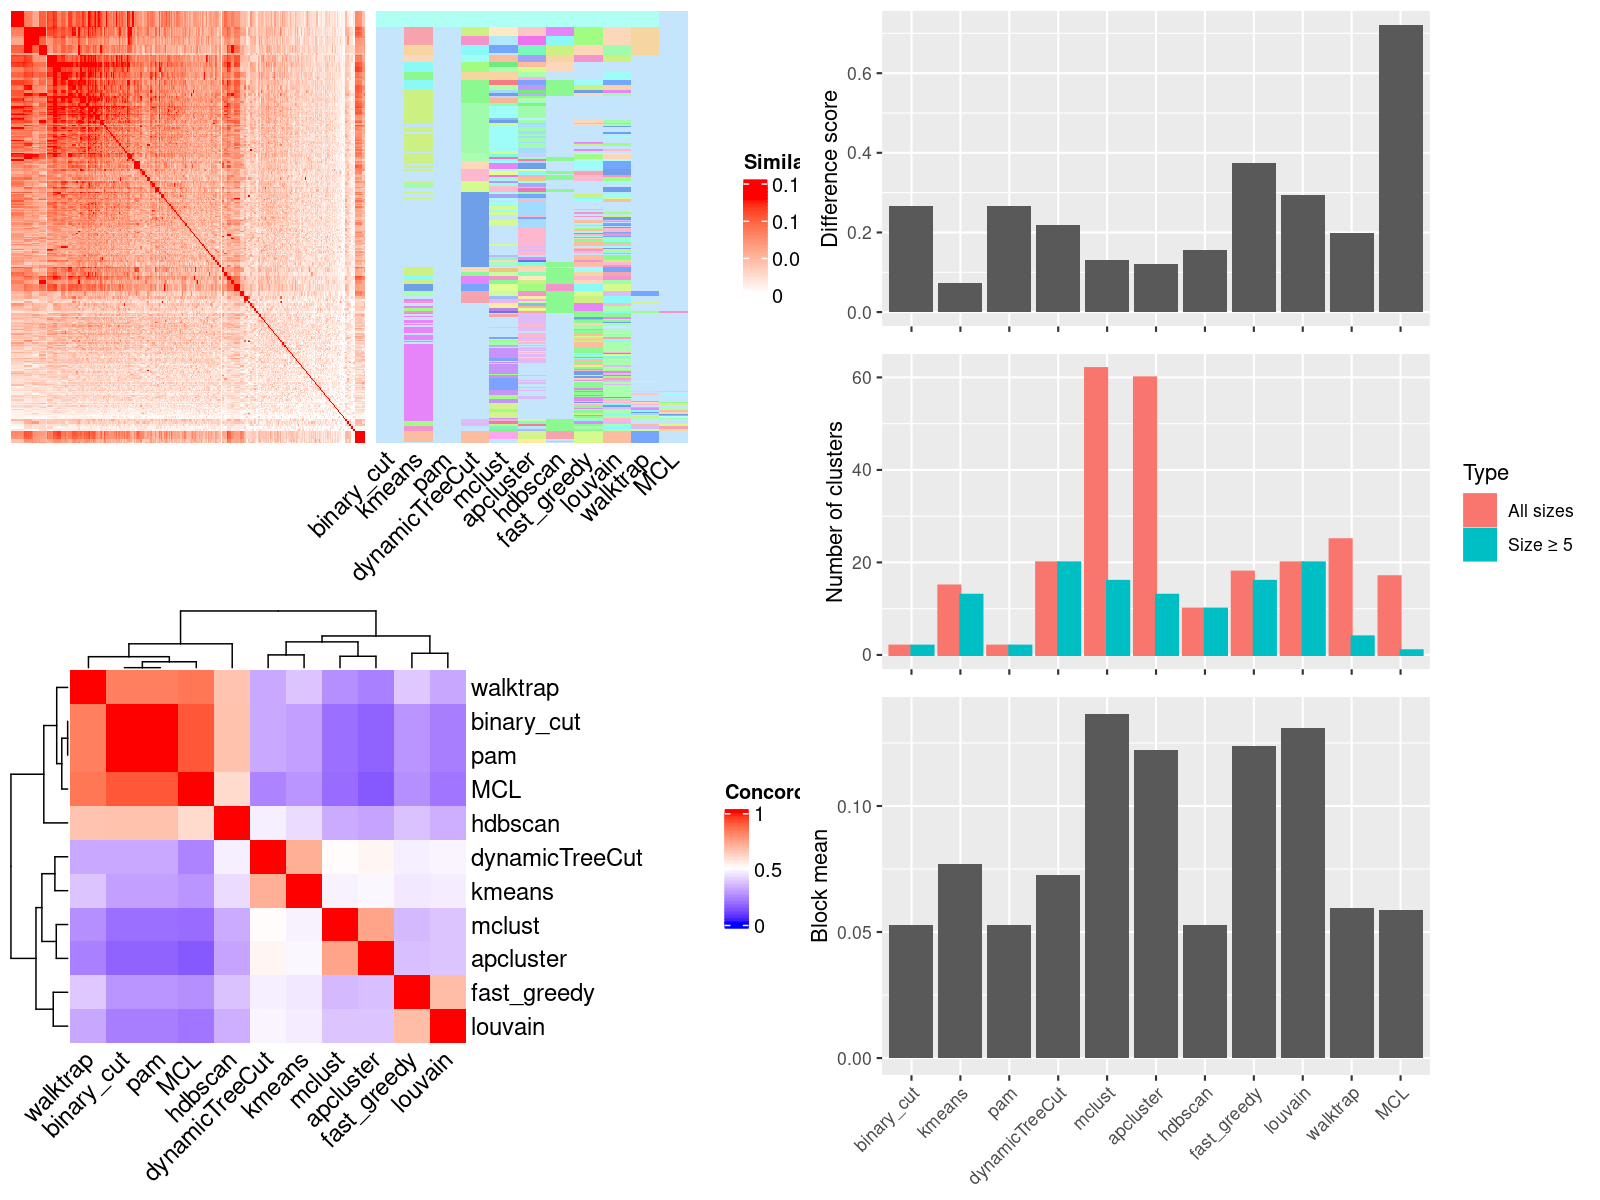 Simila
0.1
0.1
0.0
0
binary_cut
kmeans
pam
dynamicTreeCut
mclust
apcluster
hdbscan
fast_greedy
louvain
walktrap
MCL
walktrap
binary_cut
pam
MCL
hdbscan
dynamicTreeCut
kmeans
mclust
apcluster
fast_greedy
louvain
walktrap
binary_cut
pam
MCL
hdbscan
dynamicTreeCut
kmeans
mclust
apcluster
fast_greedy
louvain
Concord
1
0.5
0
Difference score
0.6
0.4
0.2
0.0
Number of clusters
60
40
20
0
Type
All sizes
Size ≥ 5
Block mean
0.10
0.05
0.00
binary_cut
kmeans
pam
dynamicTreeCut
mclust
apcluster
hdbscan
fast_greedy
louvain
walktrap
MCL